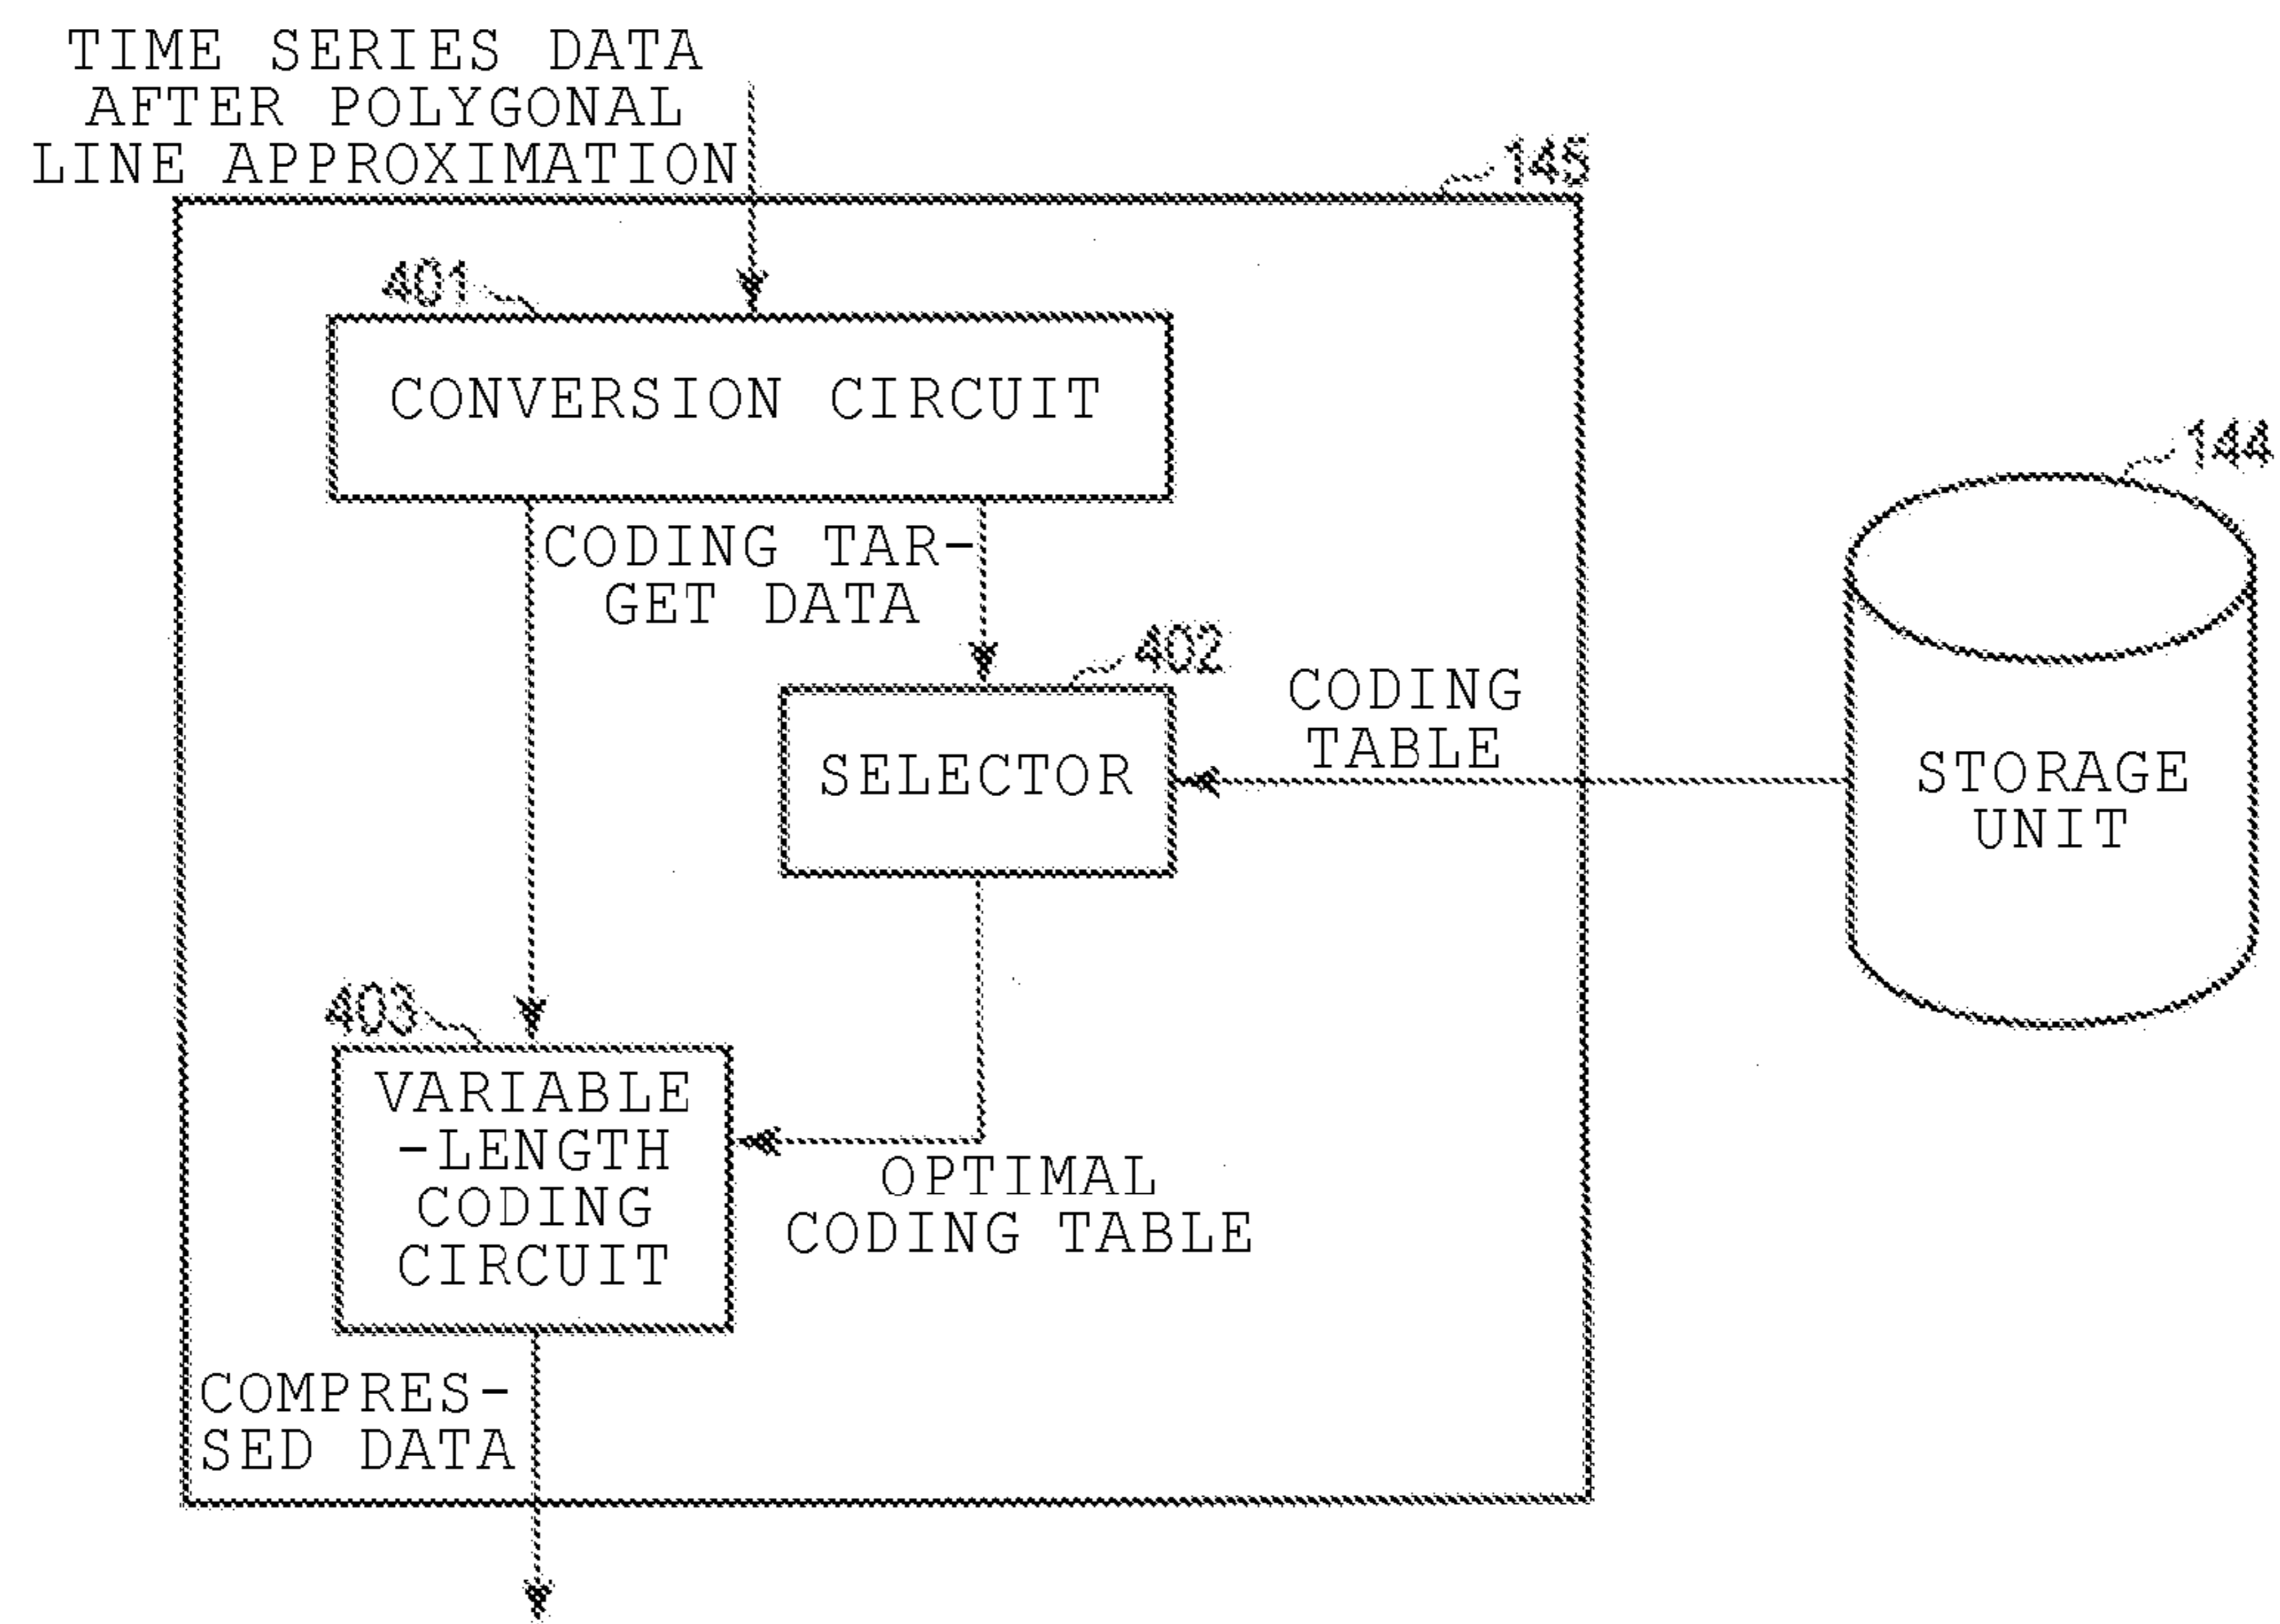 TIME SERIES DATA
AFTER POLYGONAL
LINE APPROXIMATION
145
401
CONVERSION CIRCUIT
144
CODING TAR-
GET DATA
402
CODING
TABLE
SELECTOR
STORAGE
UNIT
403
VARIABLE
-LENGTH
CODING
CIRCUIT
OPTIMAL
CODING TABLE
COMPRES-
SED DATA